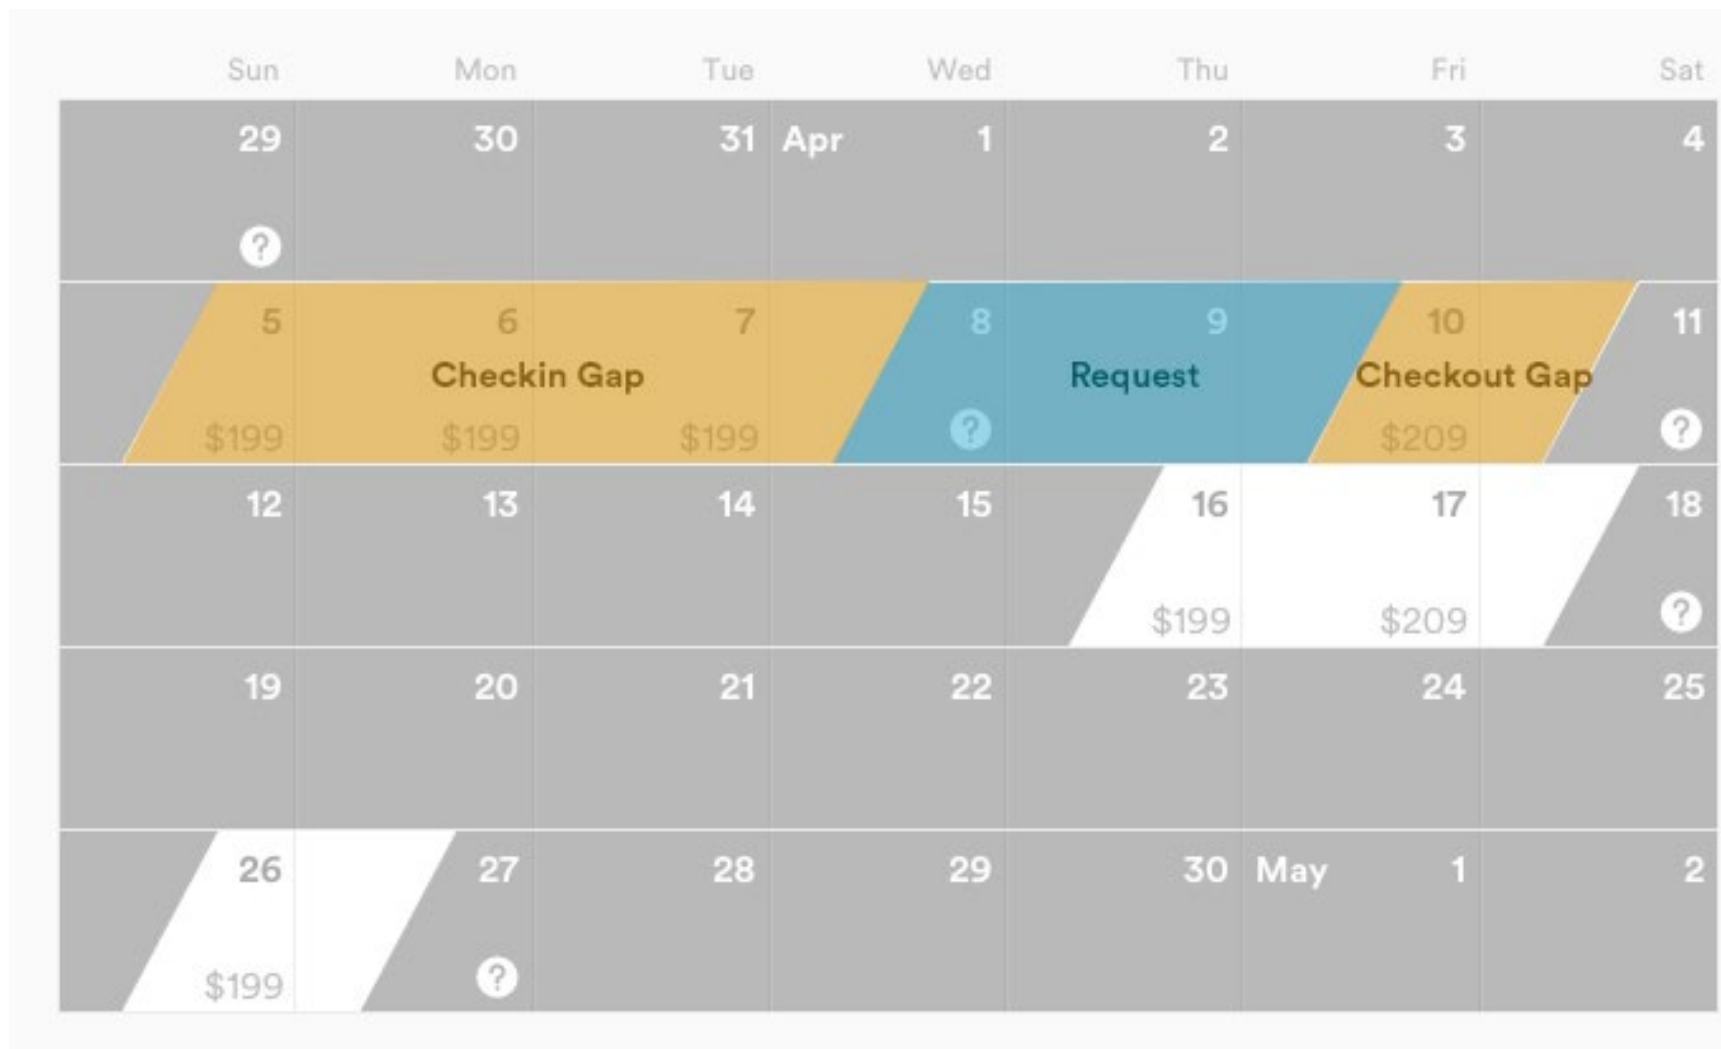 Sun Mon Tue Wed Thu Fri Sat
29 30 31 Apr 1 2 3 4
?
5 6 7 8 9 10 11
Checkin Gap Request Checkout Gap
$199 $199 $199 ? $209 ?
12 13 14 15 16 17 18
$199 $209 ?
19 20 21 22 23 24 25
26 27 28 29 30 May 1 2
$199 ?